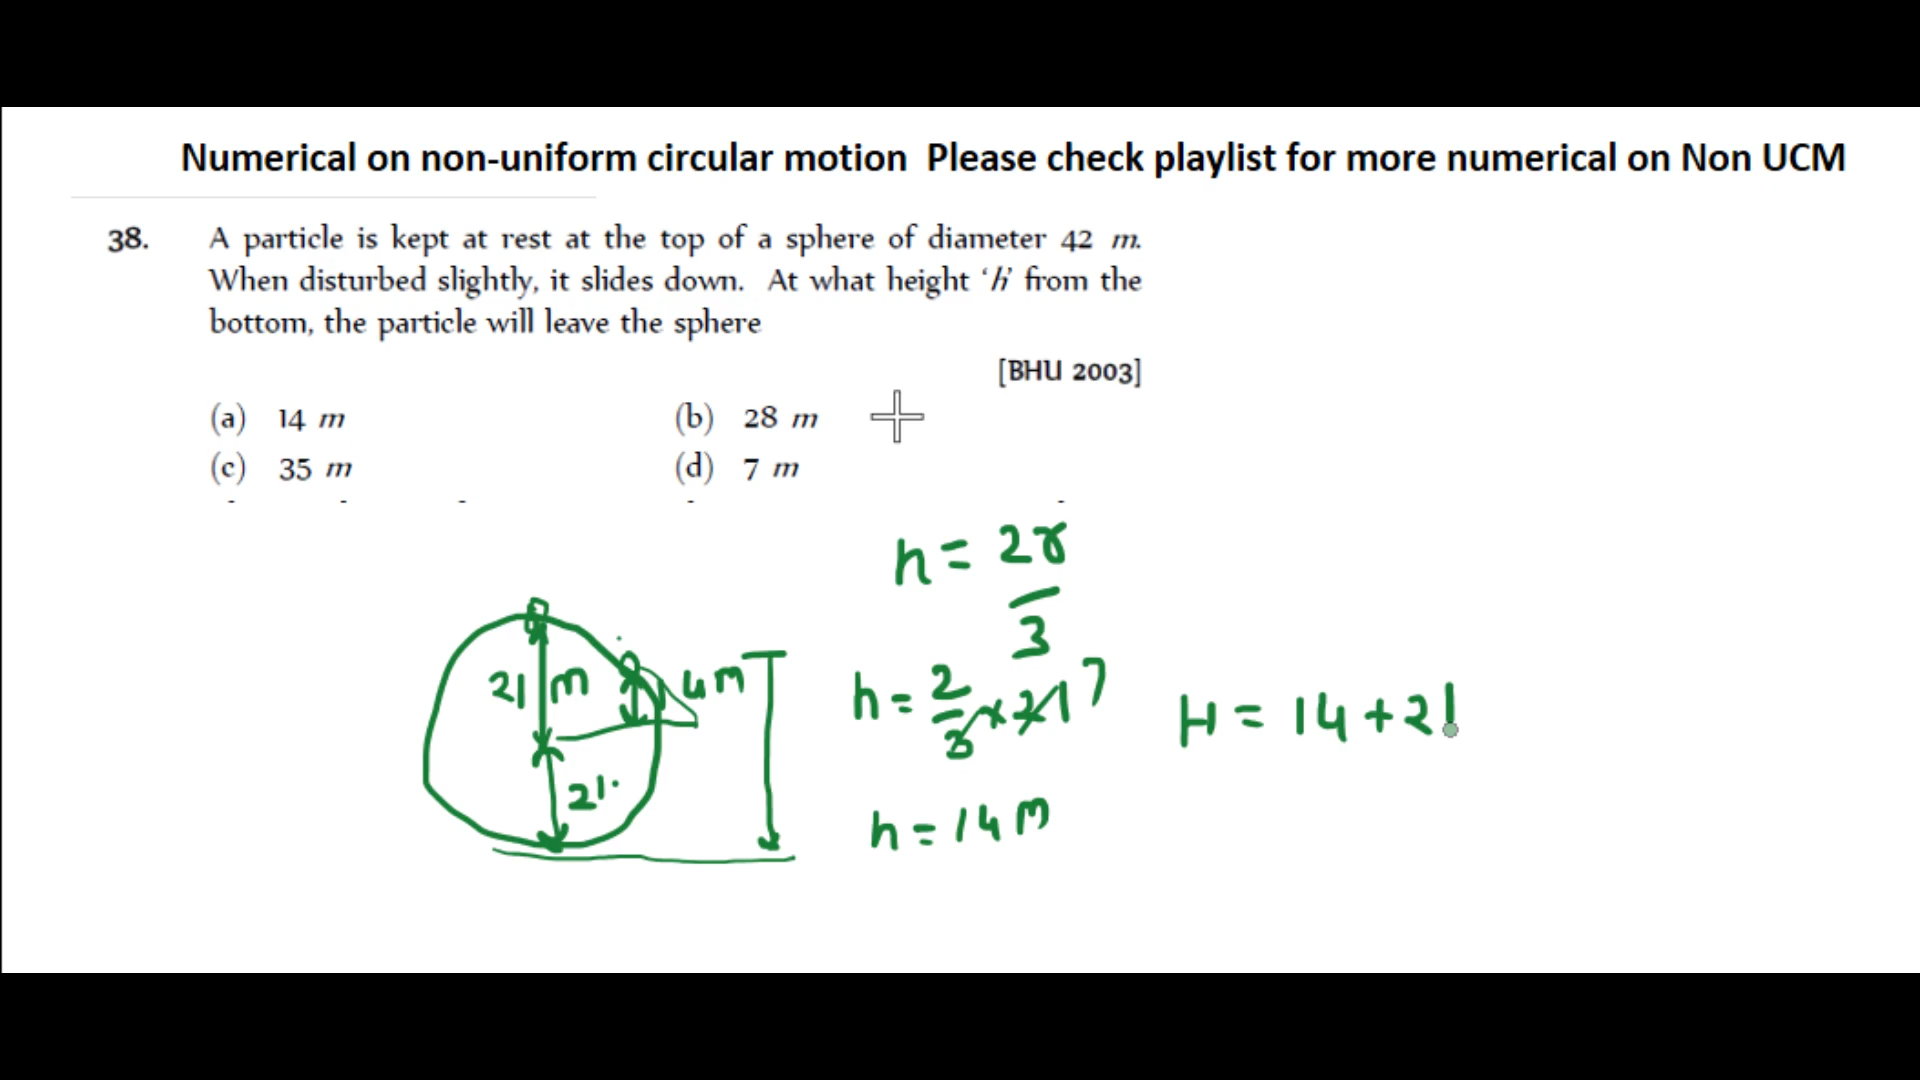 Numerical on non-uniform circular motion Please check playlist for more numerical on Non UCM
38. A particle is kept at rest at the top of a sphere of diameter 42 m.
When disturbed slightly, it slides down. At what height ‘h’ from the
bottom, the particle will leave the sphere
[BHU 2003]
(a) 14 m (b) 28 m
(c) 35 m (d) 7 m
h = 2r
3
21 m
14 m
21
h = 2/3 × 21 7
h = 14 m
H = 14 + 21